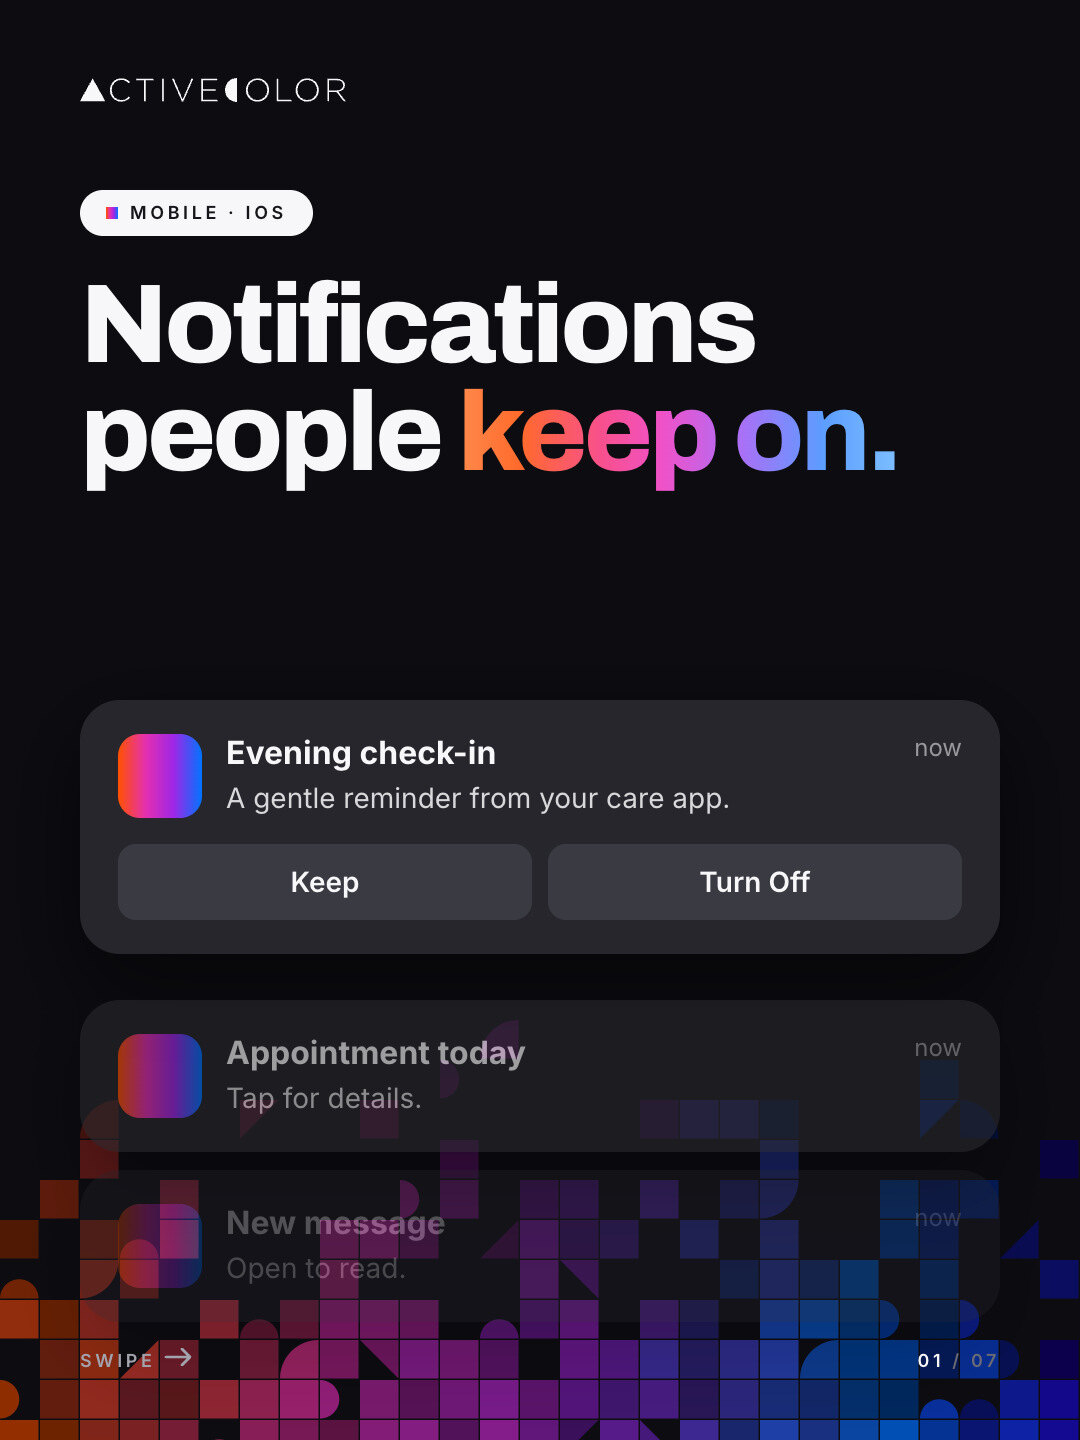 ACTIVECOLOR
MOBILE · IOS
Notifications
people keep on.
Evening check-in
now
A gentle reminder from your care app.
Keep
Turn Off
Appointment today
now
Tap for details.
New message
now
Open to read.
SWIPE →
01 / 07